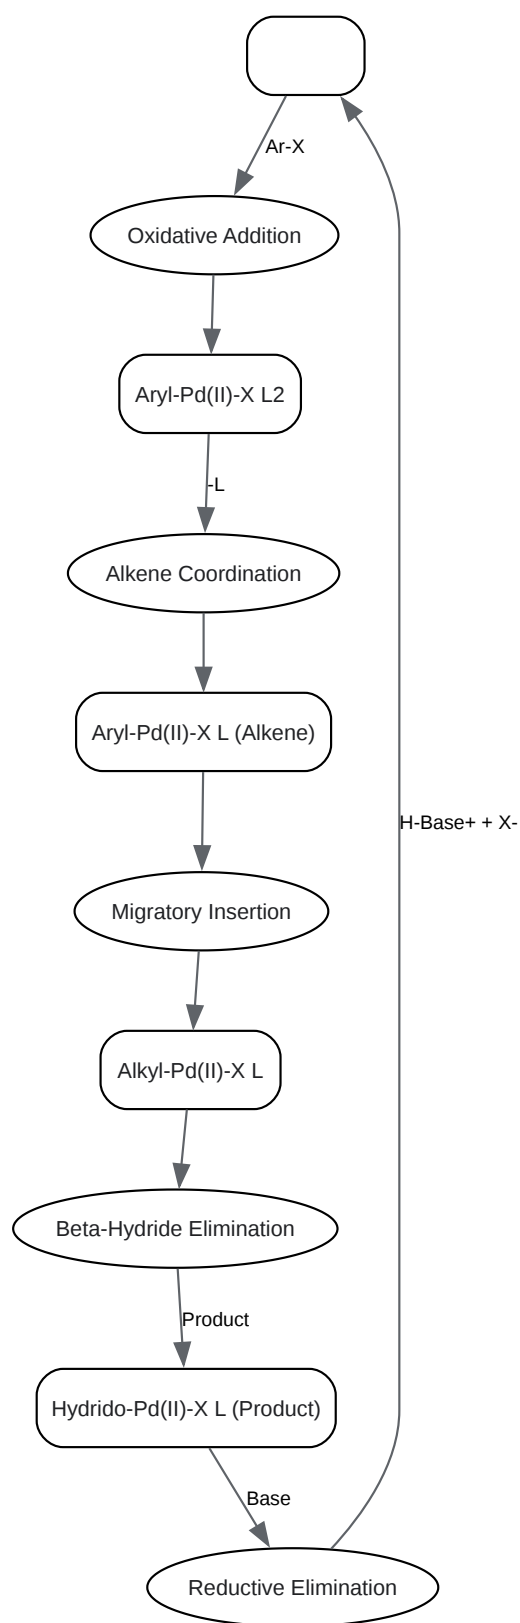 Ar-X
Oxidative Addition
Aryl-Pd(II)-X L2
-L
Alkene Coordination
Aryl-Pd(II)-X L (Alkene)
H-Base+ + X-
Migratory Insertion
Alkyl-Pd(II)-X L
Beta-Hydride Elimination
Product
Hydrido-Pd(II)-X L (Product)
Base
Reductive Elimination